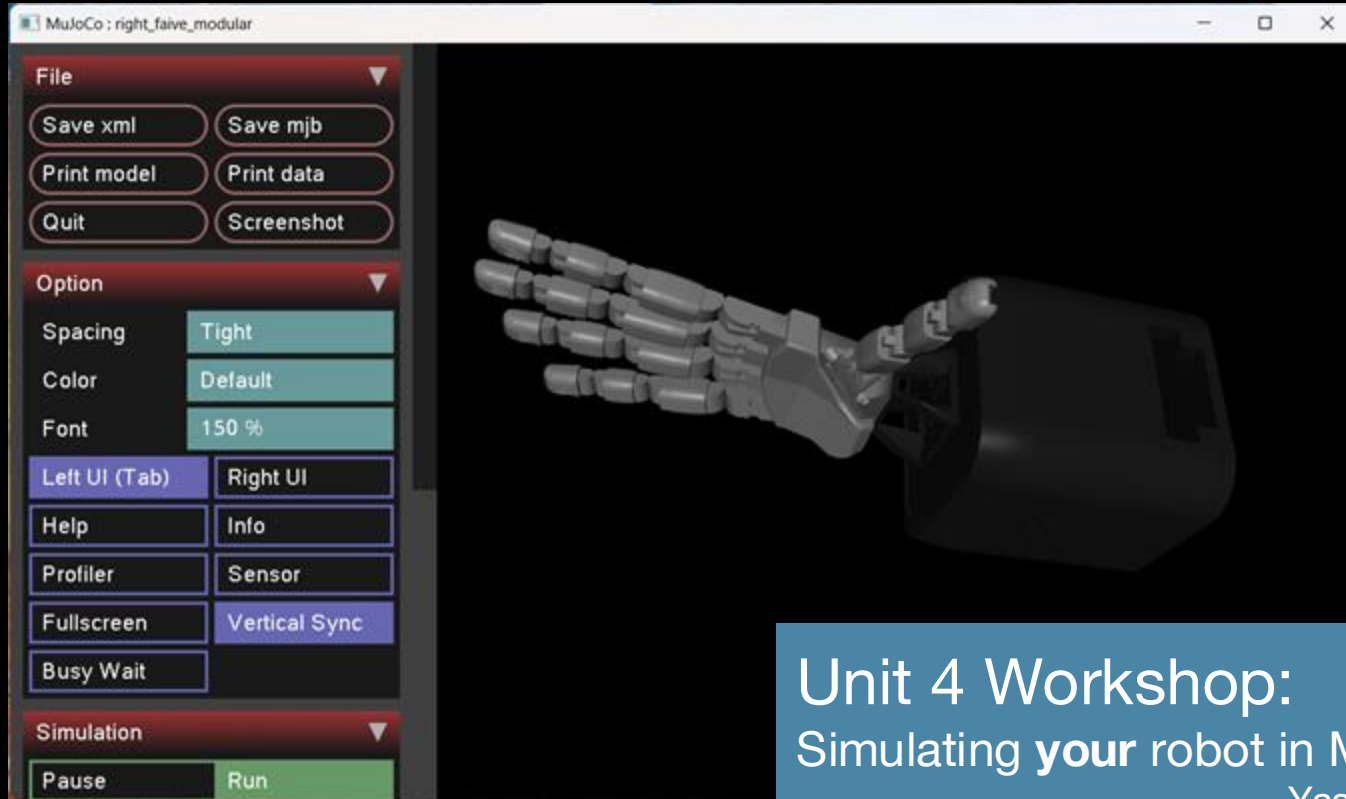 MuJoCo : right_faive_modular
File
Save xml Save mjb
Print model Print data
Quit Screenshot
Option
Spacing Tight
Color Default
Font 150 %
Left UI (Tab) Right UI
Help Info
Profiler Sensor
Fullscreen Vertical Sync
Busy Wait
Simulation
Pause Run
Unit 4 Workshop:
Simulating your robot in